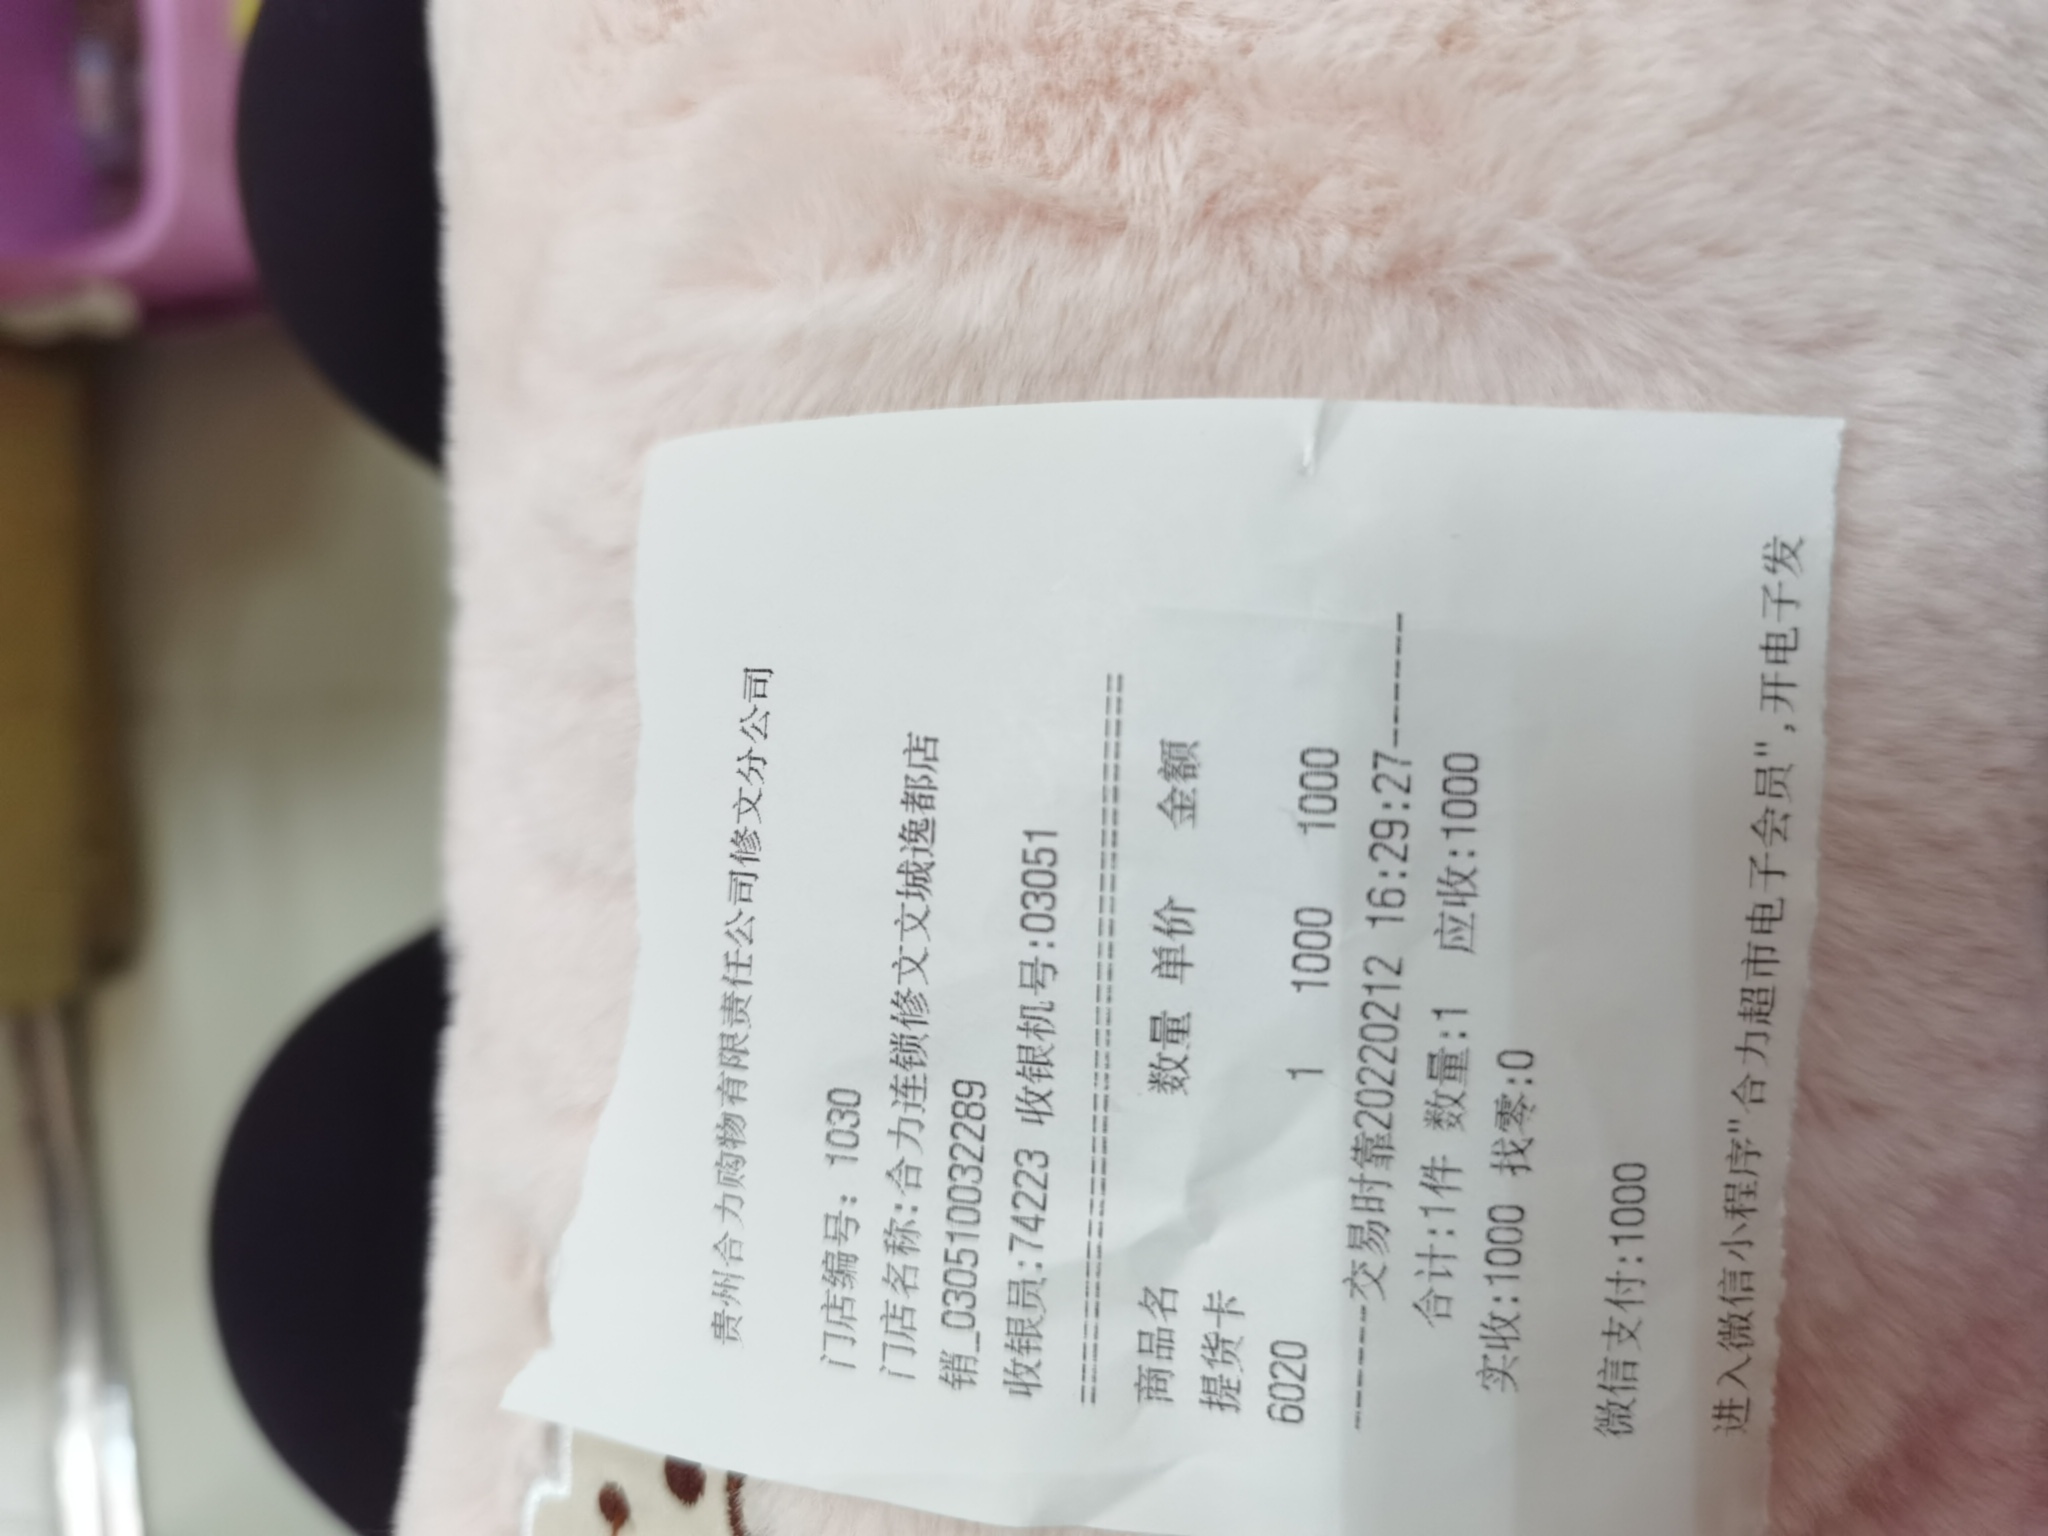 贵州合力购物有限责任公司修文分公司
门店编号: 1030
门店名称:合力连锁修文文城逸都店
销_030510032289
收银员:74223 收银机号:03051
========================================
商品名 数量 单价 金额
提货卡
6020 1 1000 1000
------交易时靠20220212 16:29:27------
合计:1件 数量:1 应收:1000
实收:1000 找零:0
微信支付:1000
进入微信小程序"合力超市电子会员",开电子发